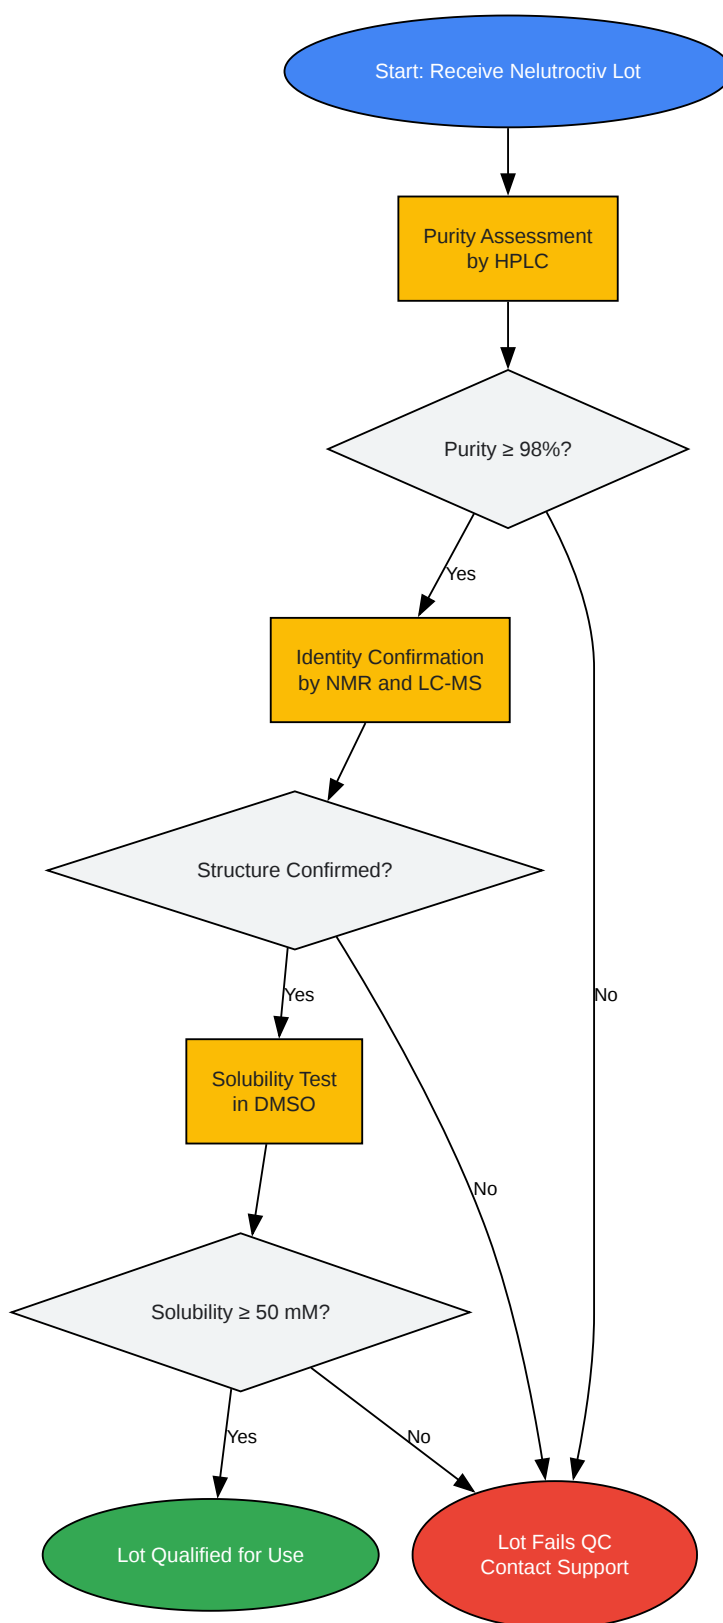 Start: Receive Nelutroctiv Lot
Purity Assessment
by HPLC
Purity ≥ 98%?
Yes
Identity Confirmation
by NMR and LC-MS
Structure Confirmed?
Yes
No
Solubility Test
in DMSO
No
Solubility ≥ 50 mM?
Yes
No
Lot Qualified for Use
Lot Fails QC
Contact Support